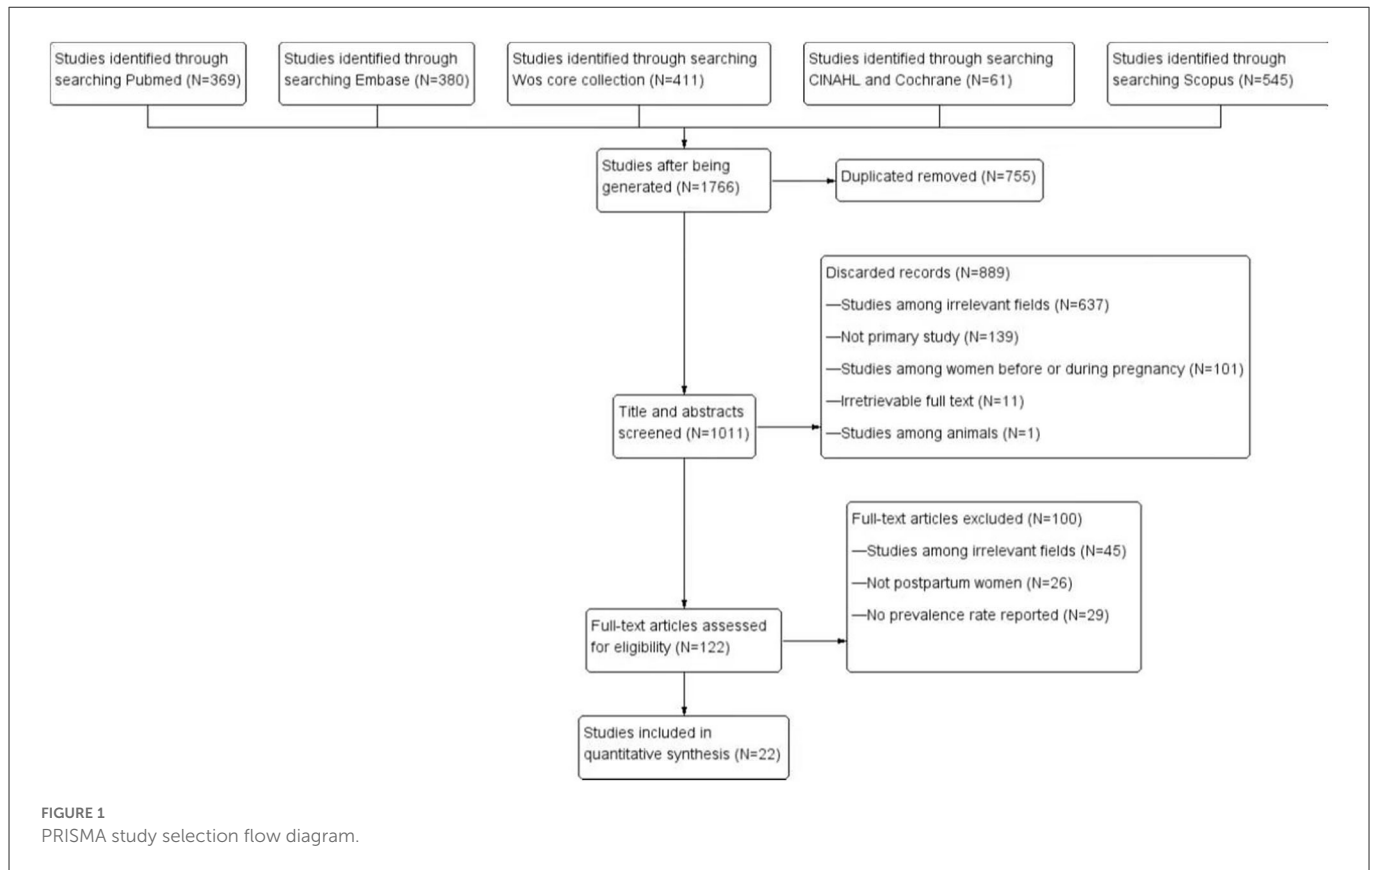 Studies identified through
searching Pubmed (N=369)
Studies identified through
searching Embase (N=380)
Studies identified through searching
Wos core collection (N=411)
Studies identified through searching
CINAHL and Cochrane (N=61)
Studies identified through
searching Scopus (N=545)
Studies after being
generated (N=1766)
Duplicated removed (N=755)
Discarded records (N=889)
—Studies among irrelevant fields (N=637)
—Not primary study (N=139)
—Studies among women before or during pregnancy (N=101)
—Irretrievable full text (N=11)
—Studies among animals (N=1)
Title and abstracts
screened (N=1011)
Full-text articles excluded (N=100)
—Studies among irrelevant fields (N=45)
—Not postpartum women (N=26)
—No prevalence rate reported (N=29)
Full-text articles assessed
for eligibility (N=122)
Studies included in
quantitative synthesis (N=22)
FIGURE 1
PRISMA study selection flow diagram.